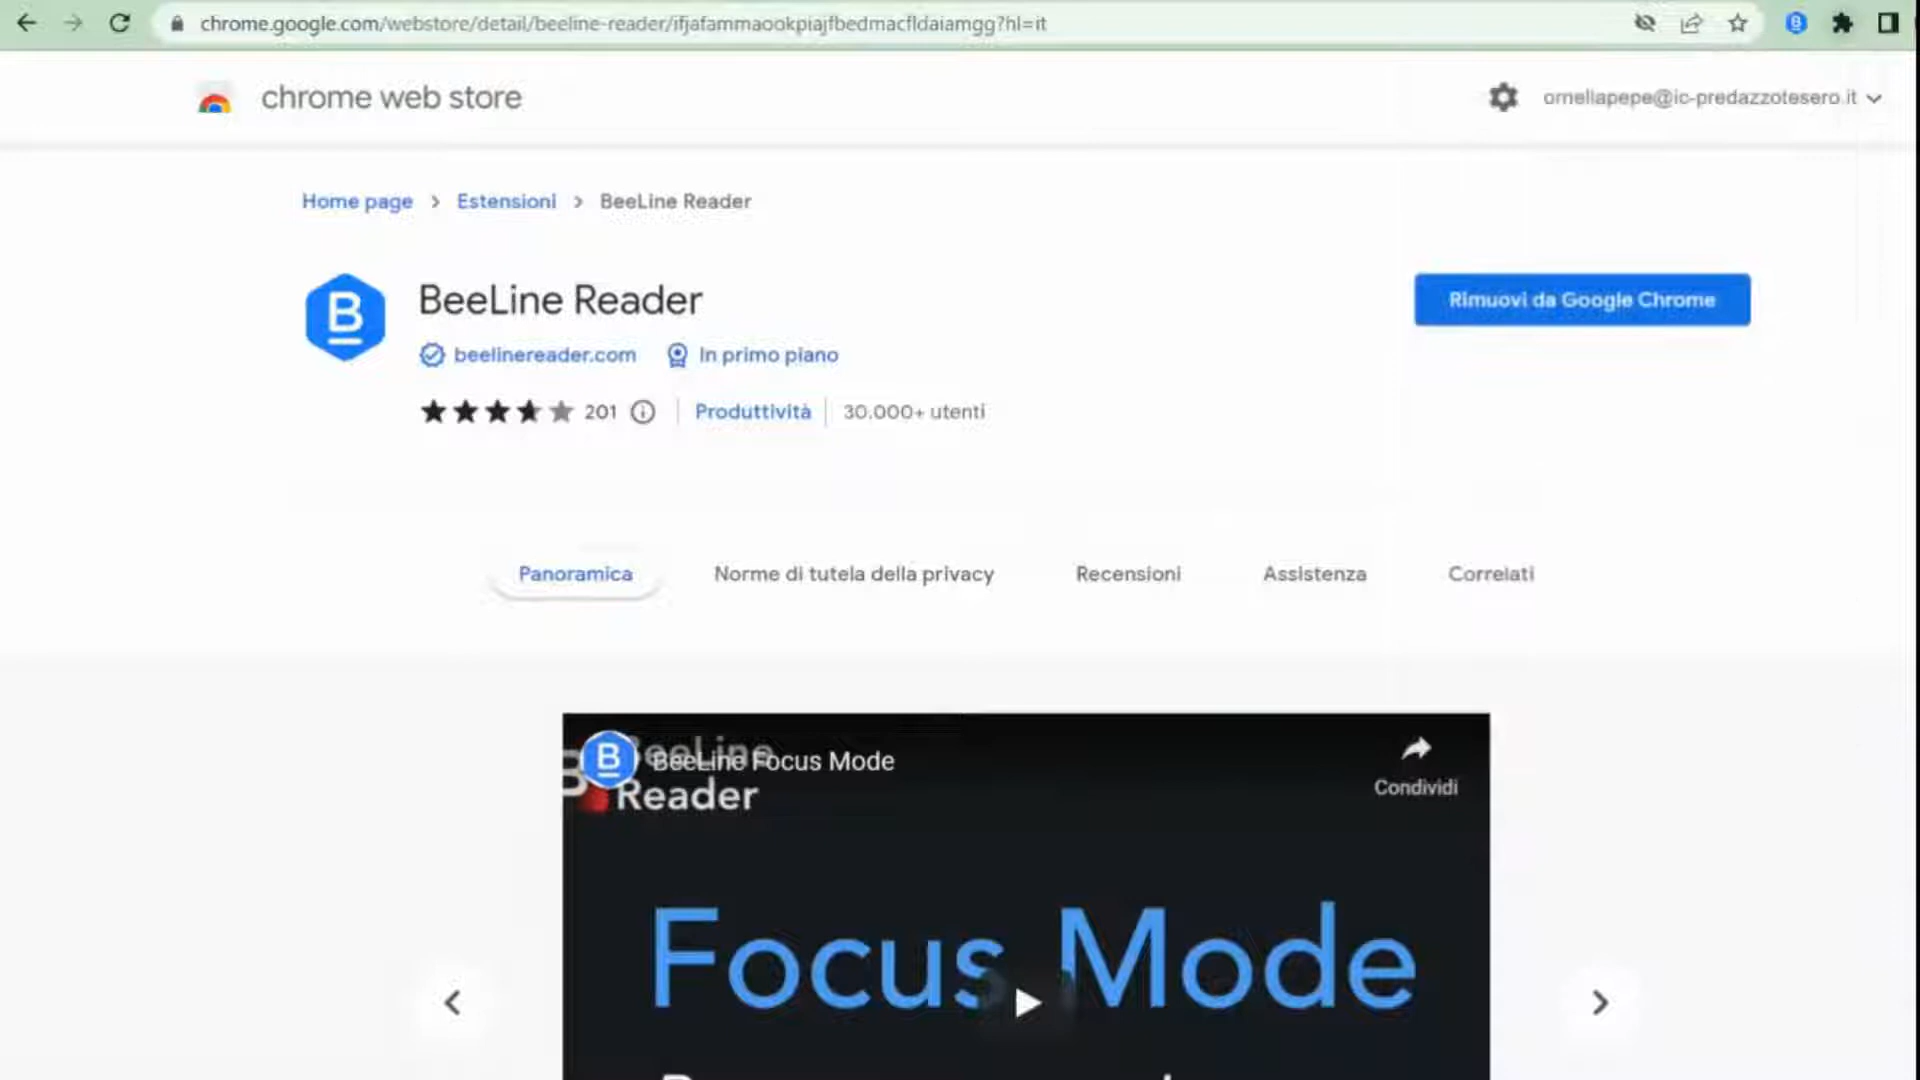 chrome.google.com/webstore/detail/beeline-reader/ifjafammaookpiajfbedmacfldaiamgg?hl=it
chrome web store
ornellapepe@ic-predazzotesero.it
Home page > Estensioni > BeeLine Reader
B
BeeLine Reader
Rimuovi da Google Chrome
beelinereader.com In primo piano
201 Produttività 30.000+ utenti
Panoramica Norme di tutela della privacy Recensioni Assistenza Correlati
B BeeLine Focus Mode
BeeLine
Reader
Condividi
Focus Mode